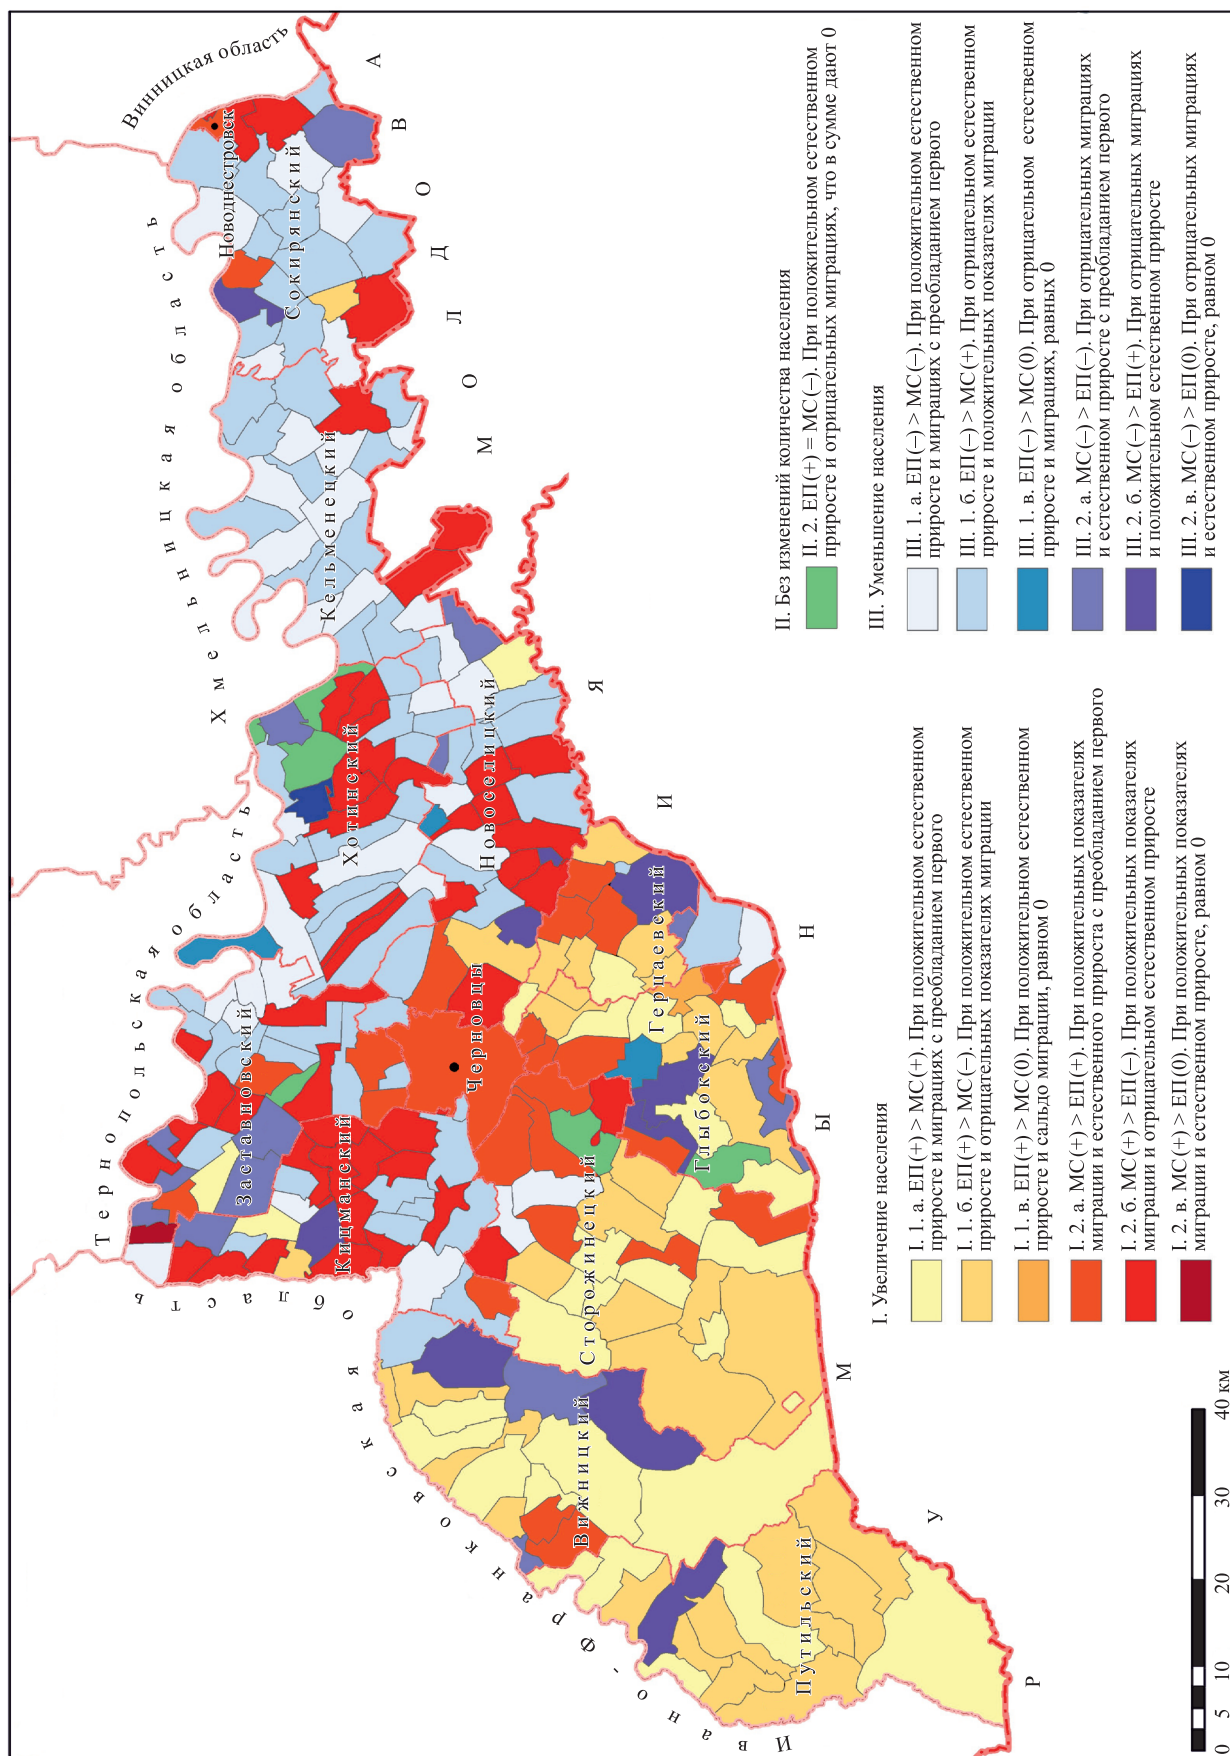 Винницкая область
Хмельницкая область
Тернопольская область
Ивано-Франковская область
МОЛДОВА
РУМЫНИЯ
Новоднестровск
Сокирянский
Кельменецкий
Хотинский
Новоселицкий
Заставновский
Кицманский
Черновцы
Герцаевский
Глыбокский
Сторожинецкий
Вижницкий
Путильский
0 5 10 20 30 40 км
I. Увеличение населения
I. 1. а. ЕП(+) > МС(+). При положительном естественном
приросте и миграциях с преобладанием первого
I. 1. б. ЕП(+) > МС(–). При положительном естественном
приросте и отрицательных показателях миграции
I. 1. в. ЕП(+) > МС(0). При положительном естественном
приросте и сальдо миграции, равном 0
I. 2. а. МС(+) > ЕП(+). При положительных показателях
миграции и естественного прироста с преобладанием первого
I. 2. б. МС(+) > ЕП(–). При положительных показателях
миграции и отрицательном естественном приросте
I. 2. в. МС(+) > ЕП(0). При положительных показателях
миграции и естественном приросте, равном 0
II. Без изменений количества населения
II. 2. ЕП(+) = МС(–). При положительном естественном
приросте и отрицательных миграциях, что в сумме дают 0
III. Уменьшение населения
III. 1. а. ЕП(–) > МС(–). При положительном естественном
приросте и миграциях с преобладанием первого
III. 1. б. ЕП(–) > МС(+). При отрицательном естественном
приросте и положительных показателях миграции
III. 1. в. ЕП(–) > МС(0). При отрицательном естественном
приросте и миграциях, равных 0
III. 2. а. МС(–) > ЕП(–). При отрицательных миграциях
и естественном приросте с преобладанием первого
III. 2. б. МС(–) > ЕП(+). При отрицательных миграциях
и положительном естественном приросте
III. 2. в. МС(–) > ЕП(0). При отрицательных миграциях
и естественном приросте, равном 0